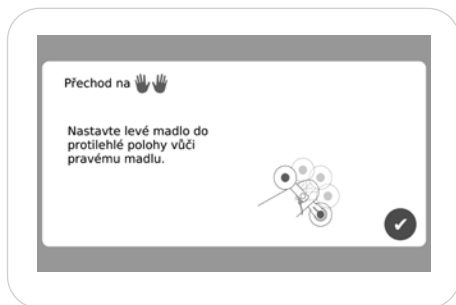 Přechod na
Nastavte levé madlo do
protilehlé polohy vůči
pravému madlu.